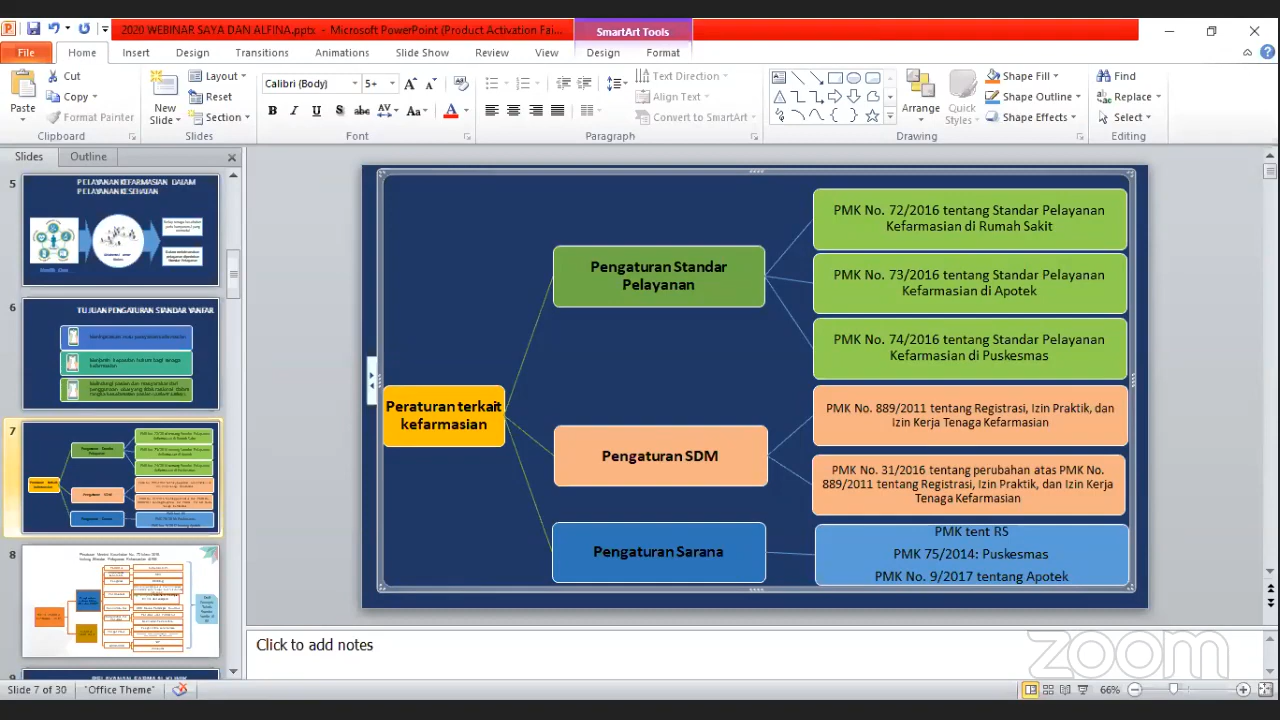 2020 WEBINAR SAYA DAN ALFINA.pptx - Microsoft PowerPoint (Product Activation Fai...
SmartArt Tools
File Home Insert Design Transitions Animations Slide Show Review View Design Format
Paste
Cut
Copy
Format Painter
Clipboard
New Slide
Layout
Reset
Section
Slides
Calibri (Body) 5+
Font
Text Direction
Align Text
Convert to SmartArt
Paragraph
Arrange
Quick Styles
Shape Fill
Shape Outline
Shape Effects
Drawing
Find
Replace
Select
Editing
Slides Outline
5
PELAYANAN KEFARMASIAN DALAM
PELAYANAN KESEHATAN
6
TUJUAN PENGATURAN STANDAR YANFAR
7
8
9
Peraturan terkait
kefarmasian
Pengaturan Standar
Pelayanan
PMK No. 72/2016 tentang Standar Pelayanan
Kefarmasian di Rumah Sakit
PMK No. 73/2016 tentang Standar Pelayanan
Kefarmasian di Apotek
PMK No. 74/2016 tentang Standar Pelayanan
Kefarmasian di Puskesmas
Pengaturan SDM
PMK No. 889/2011 tentang Registrasi, Izin Praktik, dan
Izin Kerja Tenaga Kefarmasian
PMK No. 31/2016 tentang perubahan atas PMK No.
889/2011 tentang Registrasi, Izin Praktik, dan Izin Kerja
Tenaga Kefarmasian
Pengaturan Sarana
PMK tent RS
PMK 75/2014: Puskesmas
PMK No. 9/2017 tentang Apotek
Click to add notes
zoom
Slide 7 of 30 "Office Theme" 66%